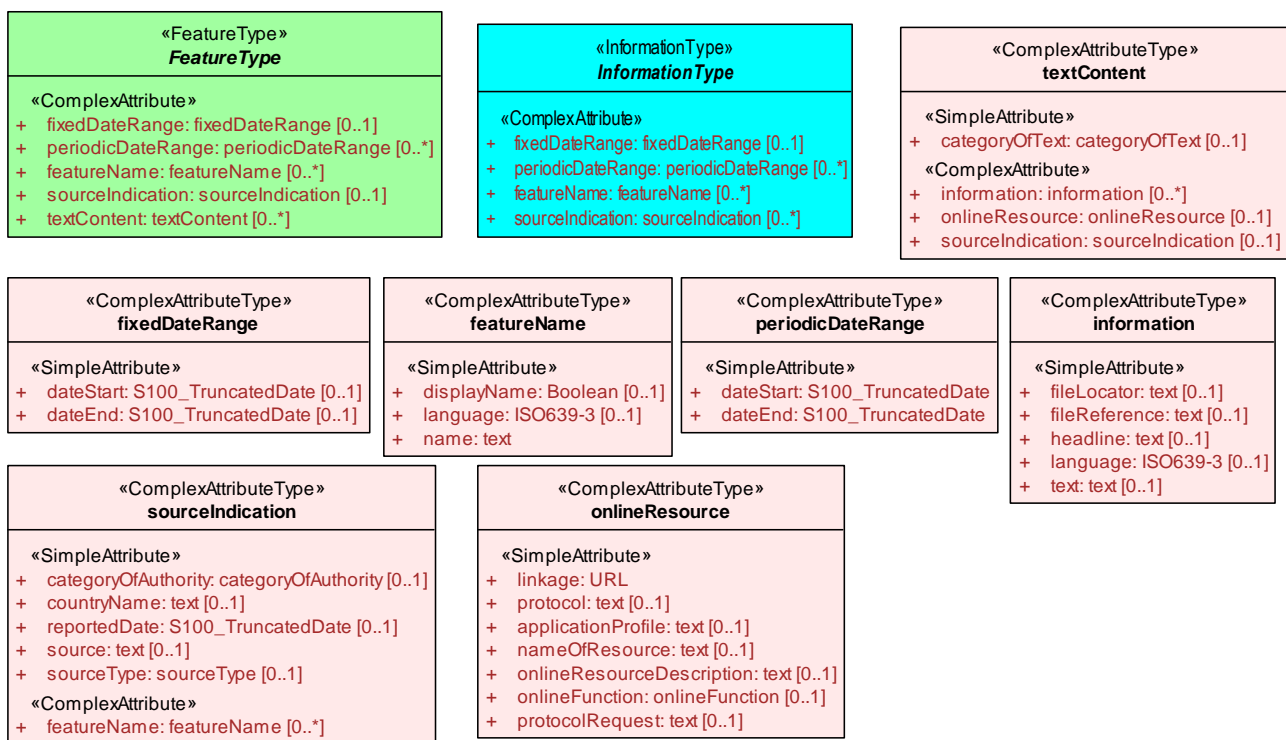 «FeatureType»
FeatureType
«ComplexAttribute»
+ fixedDateRange: fixedDateRange [0..1]
+ periodicDateRange: periodicDateRange [0..*]
+ featureName: featureName [0..*]
+ sourceIndication: sourceIndication [0..1]
+ textContent: textContent [0..*]
«InformationType»
InformationType
«ComplexAttribute»
+ fixedDateRange: fixedDateRange [0..1]
+ periodicDateRange: periodicDateRange [0..*]
+ featureName: featureName [0..*]
+ sourceIndication: sourceIndication [0..*]
«ComplexAttributeType»
textContent
«SimpleAttribute»
+ categoryOfText: categoryOfText [0..1]
«ComplexAttribute»
+ information: information [0..*]
+ onlineResource: onlineResource [0..1]
+ sourceIndication: sourceIndication [0..1]
«ComplexAttributeType»
fixedDateRange
«SimpleAttribute»
+ dateStart: S100_TruncatedDate [0..1]
+ dateEnd: S100_TruncatedDate [0..1]
«ComplexAttributeType»
featureName
«SimpleAttribute»
+ displayName: Boolean [0..1]
+ language: ISO639-3 [0..1]
+ name: text
«ComplexAttributeType»
periodicDateRange
«SimpleAttribute»
+ dateStart: S100_TruncatedDate
+ dateEnd: S100_TruncatedDate
«ComplexAttributeType»
information
«SimpleAttribute»
+ fileLocator: text [0..1]
+ fileReference: text [0..1]
+ headline: text [0..1]
+ language: ISO639-3 [0..1]
+ text: text [0..1]
«ComplexAttributeType»
sourceIndication
«SimpleAttribute»
+ categoryOfAuthority: categoryOfAuthority [0..1]
+ countryName: text [0..1]
+ reportedDate: S100_TruncatedDate [0..1]
+ source: text [0..1]
+ sourceType: sourceType [0..1]
«ComplexAttribute»
+ featureName: featureName [0..*]
«ComplexAttributeType»
onlineResource
«SimpleAttribute»
+ linkage: URL
+ protocol: text [0..1]
+ applicationProfile: text [0..1]
+ nameOfResource: text [0..1]
+ onlineResourceDescription: text [0..1]
+ onlineFunction: onlineFunction [0..1]
+ protocolRequest: text [0..1]